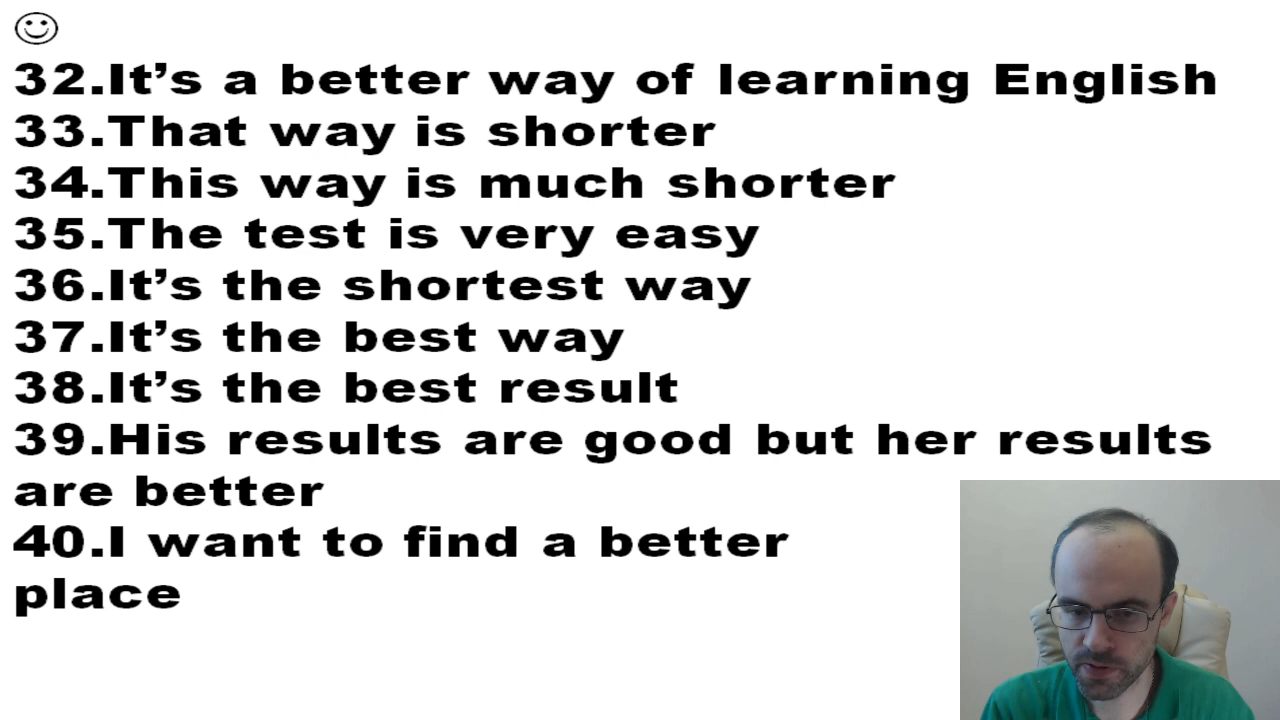 32.It’s a better way of learning English
33.That way is shorter
34.This way is much shorter
35.The test is very easy
36.It’s the shortest way
37.It’s the best way
38.It’s the best result
39.His results are good but her results
are better
40.I want to find a better
place